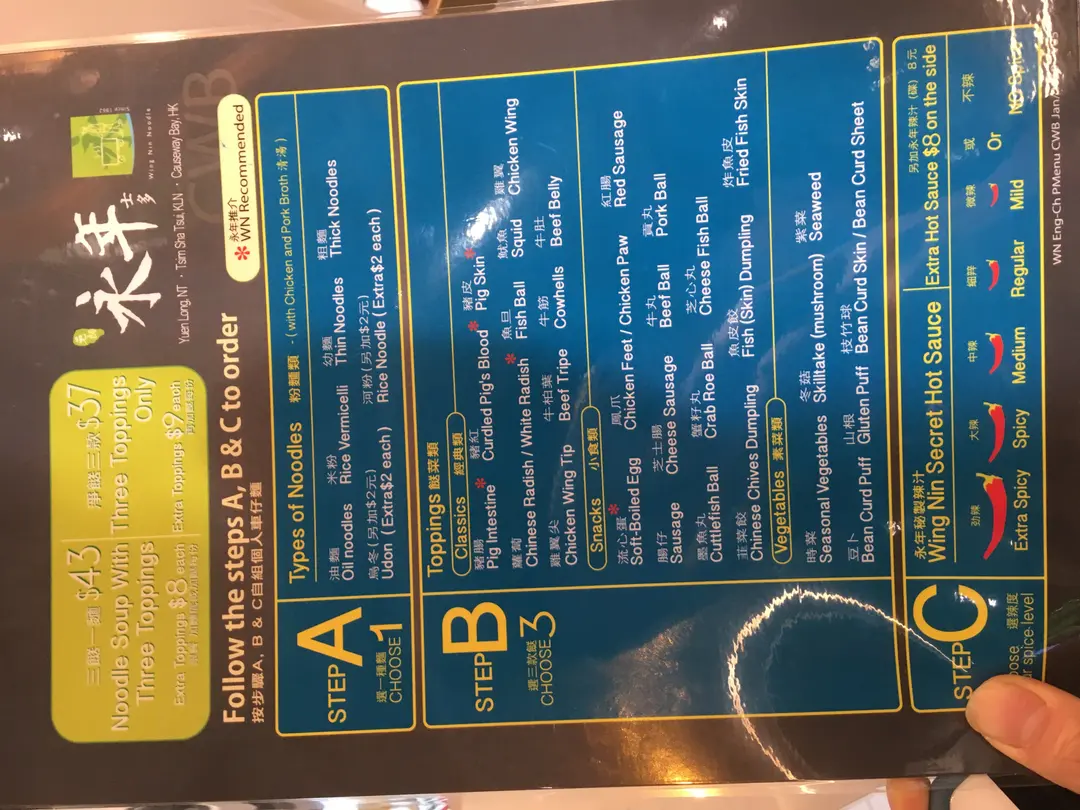 三餸一麵 $43
Noodle Soup With
Three Toppings
Extra Toppings $8 each
淨餸三款 $37
Three Toppings
Only
Extra Toppings $9 each
永年
士多
Since 1982
Wing Nin Noodle
Yuen Long, NT ・ Tsim Sha Tsui, KLN ・ Causeway Bay, HK
CWB
Follow the steps A, B & C to order
按步驟A, B & C自組個人車仔麵
* 永年推介
WN Recommended
STEP A
選一種麵
CHOOSE 1
Types of Noodles 粉麵類 - (with Chicken and Pork Broth 清湯)
油麵 米粉 幼麵 粗麵
Oil noodles Rice Vermicelli Thin Noodles Thick Noodles
烏冬 (另加$2元) 河粉 (另加$2元)
Udon (Extra$2 each) Rice Noodle (Extra$2 each)
STEP B
選三款餸
CHOOSE 3
Toppings 餸菜類
Classics 經典類
豬腸 豬紅 豬皮 魷魚 雞翼
Pig Intestine* Curdled Pig's Blood* Pig Skin* Squid Chicken Wing
蘿蔔 魚旦
Chinese Radish / White Radish* Fish Ball
雞翼尖 牛柏葉 牛筋 牛肚
Chicken Wing Tip Beef Tripe Cowhells Beef Belly
Snacks 小食類
流心蛋 鳳爪 紅腸
Soft-Boiled Egg* Chicken Feet / Chicken Paw Red Sausage
腸仔 芝士腸 牛丸 貢丸
Sausage Cheese Sausage Beef Ball Pork Ball
墨魚丸 蟹籽丸 芝心丸
Cuttlefish Ball Crab Roe Ball Cheese Fish Ball
韮菜餃 魚皮餃 炸魚皮
Chinese Chives Dumpling Fish (Skin) Dumpling Fried Fish Skin
Vegetables 素菜類
時菜 冬菇 紫菜
Seasonal Vegetables Skiiltake (mushroom) Seaweed
豆卜 山根 枝竹球
Bean Curd Puff Gluten Puff Bean Curd Skin / Bean Curd Sheet
STEP C
選辣度
永年秘製辣汁
Wing Nin Secret Hot Sauce
另加永年辣汁 (碟) 8元
Extra Hot Sauce $8 on the side
勁辣 大辣 中辣 細辣 微辣 或 不辣
Extra Spicy Spicy Medium Regular Mild Or NO Spice
WN Eng-Ch PMenu CWB Jan/